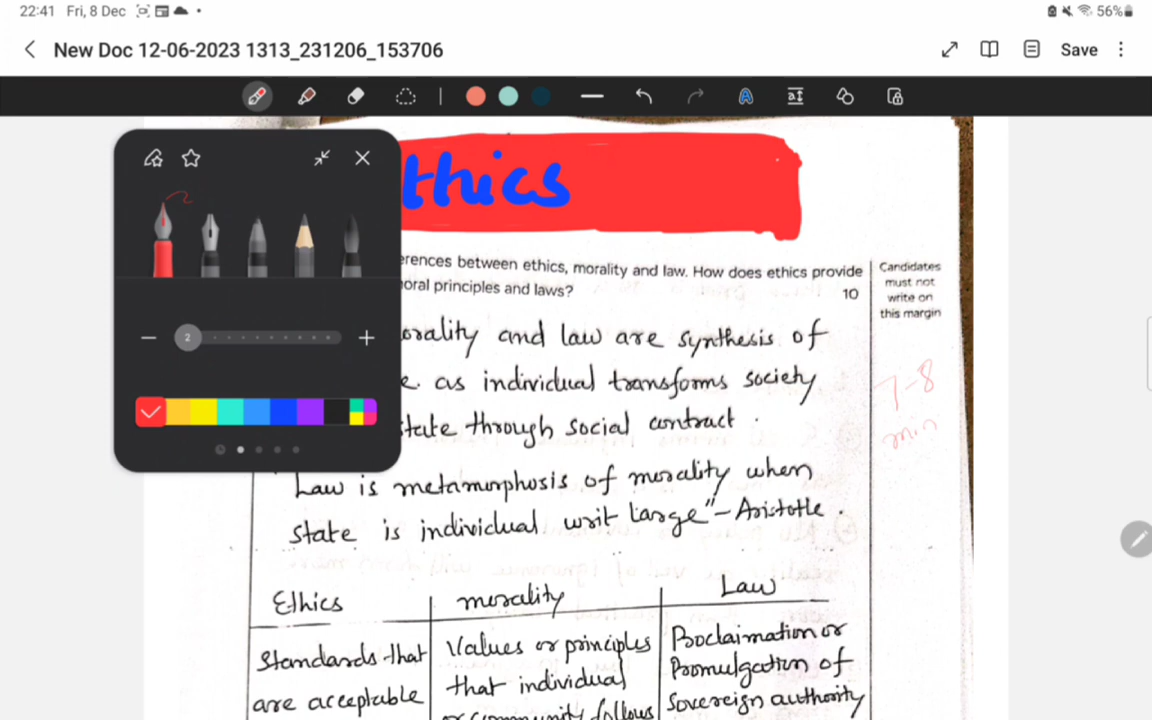 22:41 Fri, 8 Dec 56%
New Doc 12-06-2023 1313_231206_153706
Save
thics
erences between ethics, morality and law. How does ethics provide
oral principles and laws?
10
Candidates
must not
write on
this margin
orality and law are synthesis of
e as individual transforms society
state through social contract.
7-8
min
"Law is metamorphosis of morality when
state is individual writ large" - Aristotle.
2
Ethics morality Law
Standards that values or principles Proclaimation or
are acceptable that individual Promulgation of
or community follows Sovereign authority